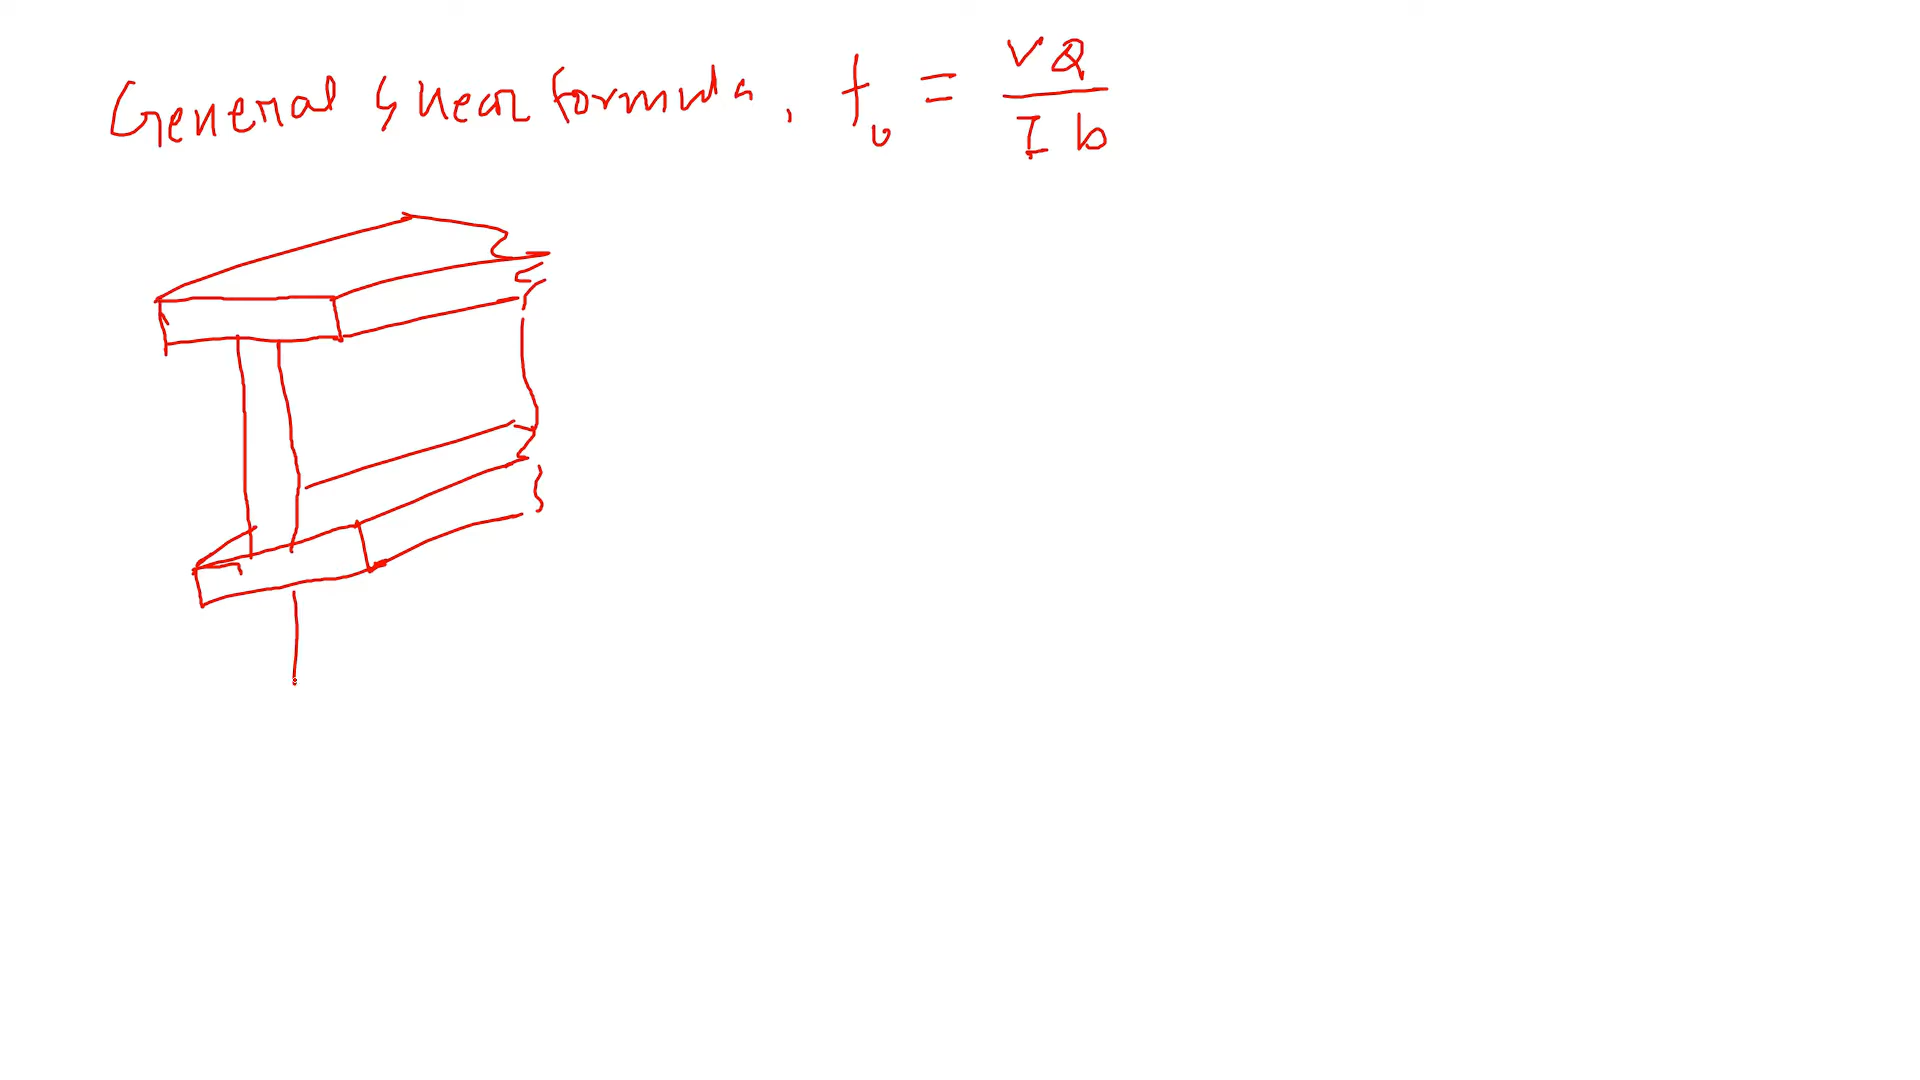 General shear formula, f_v = VQ / Ib